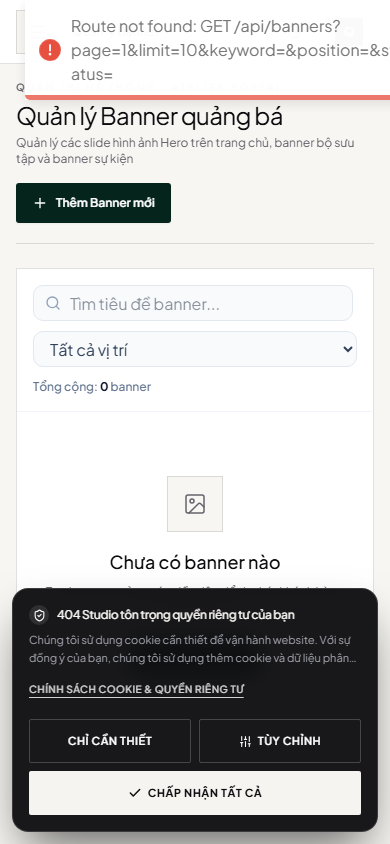 Route not found: GET /api/banners?
page=1&limit=10&keyword=&position=&s
atus=
Quản lý Banner quảng bá
Quản lý các slide hình ảnh Hero trên trang chủ, banner bộ sưu
tập và banner sự kiện
Thêm Banner mới
Tìm tiêu đề banner...
Tất cả vị trí
Tổng cộng: 0 banner
Chưa có banner nào
404 Studio tôn trọng quyền riêng tư của bạn
Chúng tôi sử dụng cookie cần thiết để vận hành website. Với sự
đồng ý của bạn, chúng tôi sử dụng thêm cookie và dữ liệu phân...
CHÍNH SÁCH COOKIE & QUYỀN RIÊNG TƯ
CHỈ CẦN THIẾT
TÙY CHỈNH
CHẤP NHẬN TẤT CẢ